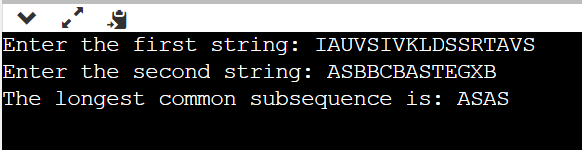 Enter the first string: IAUVSIVKLDSSRTAVS
Enter the second string: ASBBCBASTEGXB
The longest common subsequence is: ASAS